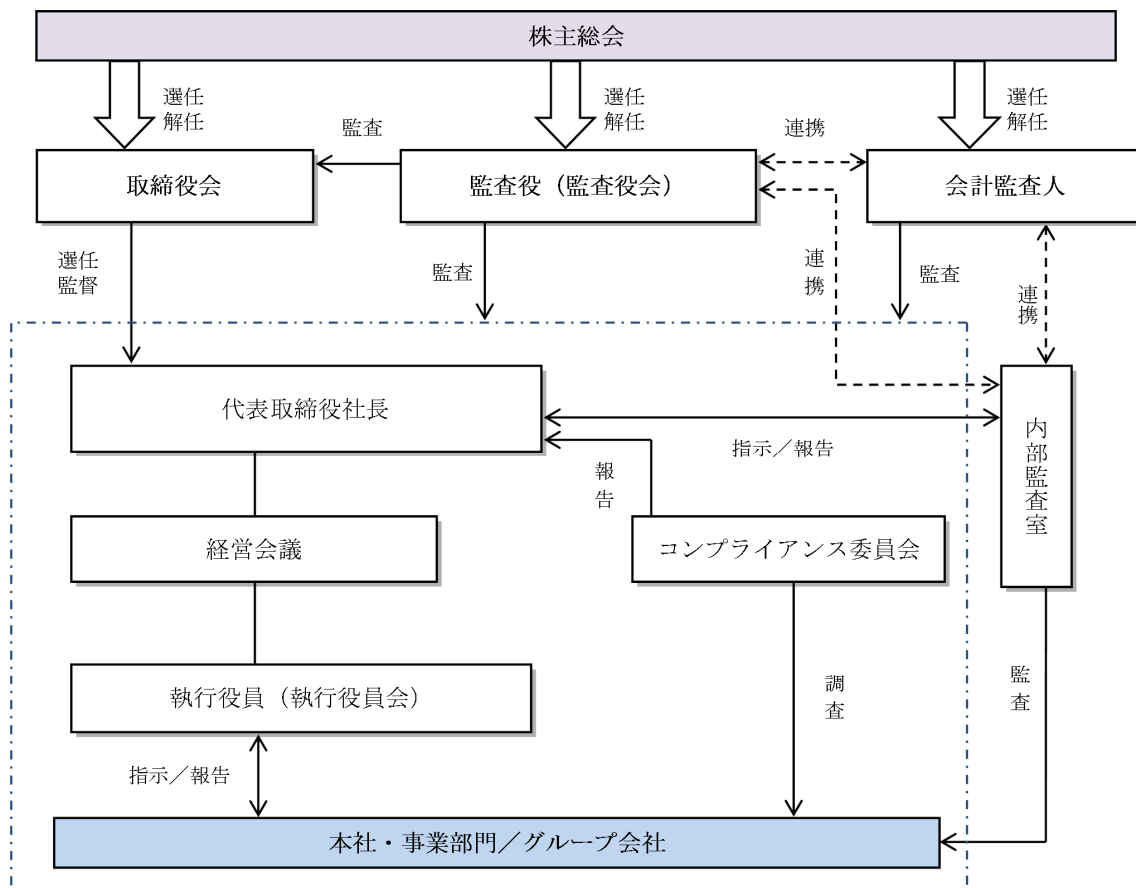 株主総会
選任
解任
選任
解任
選任
解任
監査
連携
取締役会
監査役（監査役会）
会計監査人
選任
監督
監査
連携
監査
連携
代表取締役社長
指示／報告
報告
内部監査室
経営会議
コンプライアンス委員会
執行役員（執行役員会）
調査
監査
指示／報告
本社・事業部門／グループ会社